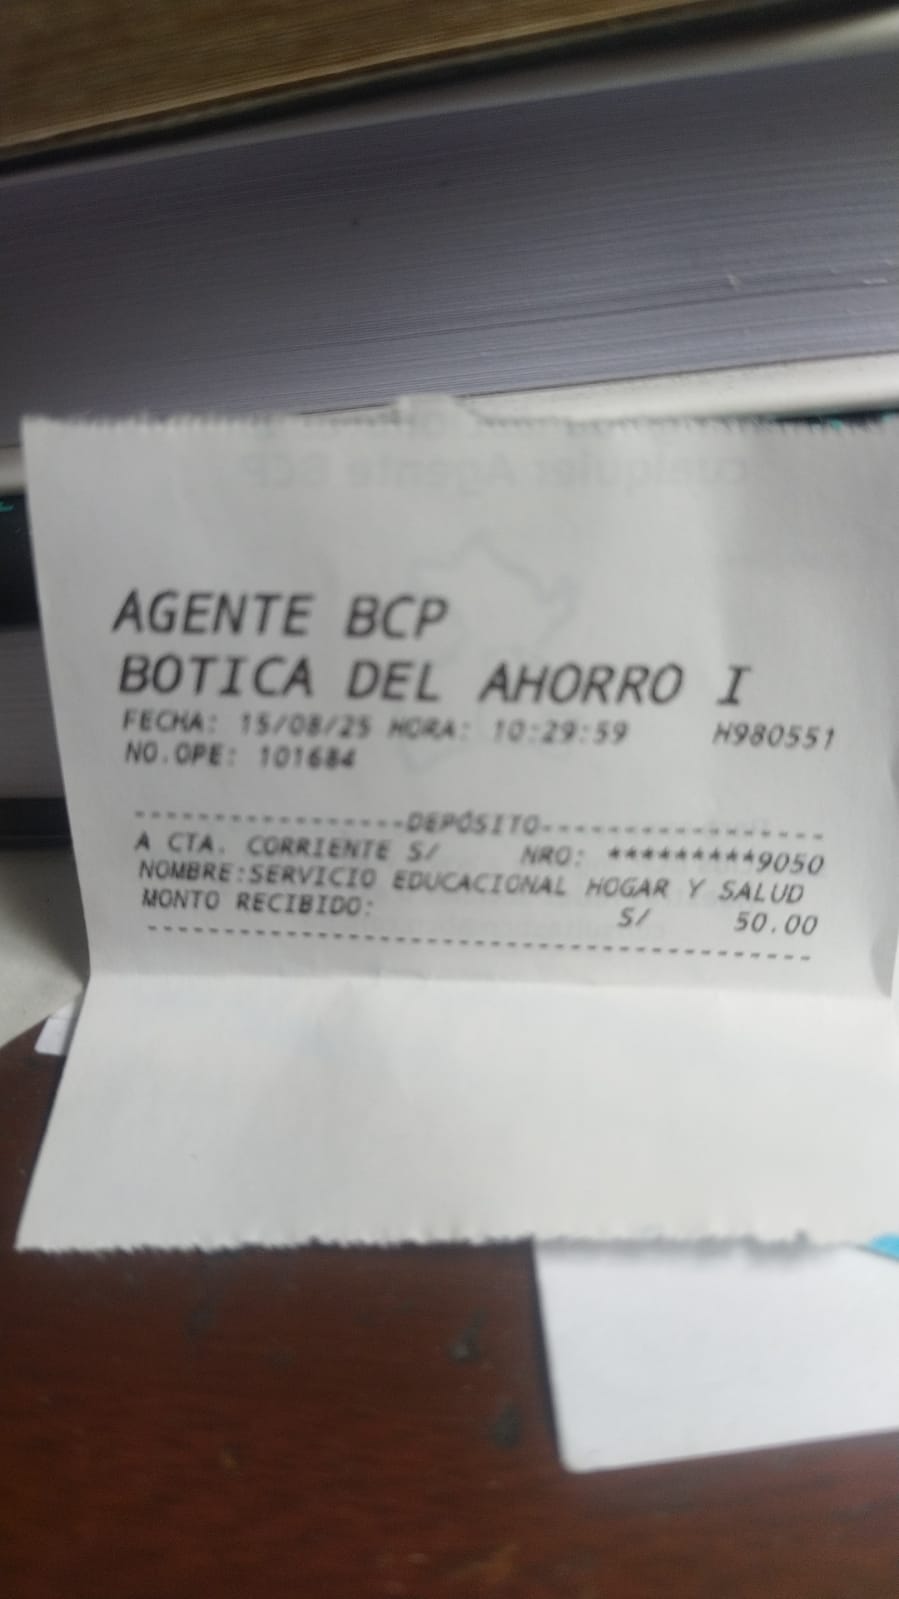 AGENTE BCP
BOTICA DEL AHORRO I
FECHA: 15/08/25 HORA: 10:29:59 H980551
NO.OPE: 101684
-----------------DEPÓSITO------------------
A CTA. CORRIENTE S/ NRO: *********9050
NOMBRE:SERVICIO EDUCACIONAL HOGAR Y SALUD
MONTO RECIBIDO: S/ 50.00
-------------------------------------------